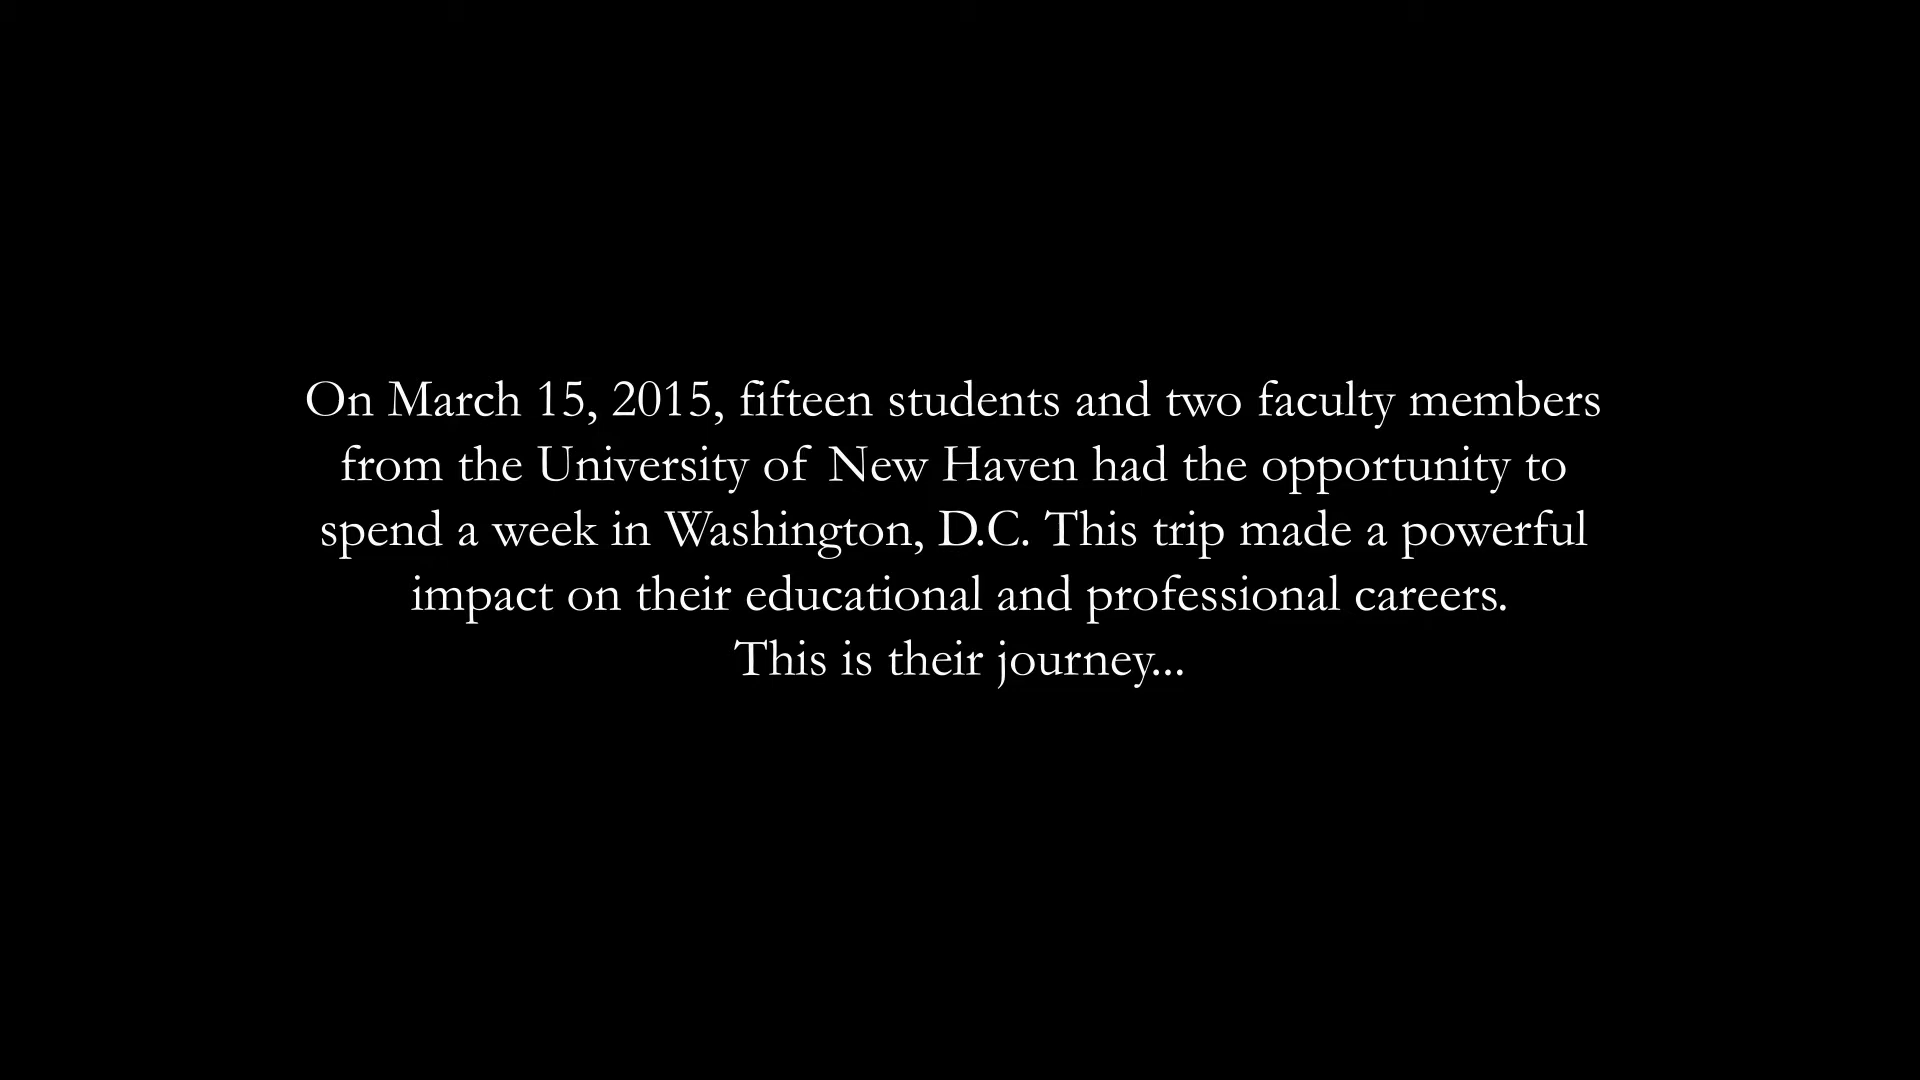 On March 15, 2015, fifteen students and two faculty members
from the University of New Haven had the opportunity to
spend a week in Washington, D.C. This trip made a powerful
impact on their educational and professional careers.
This is their journey...